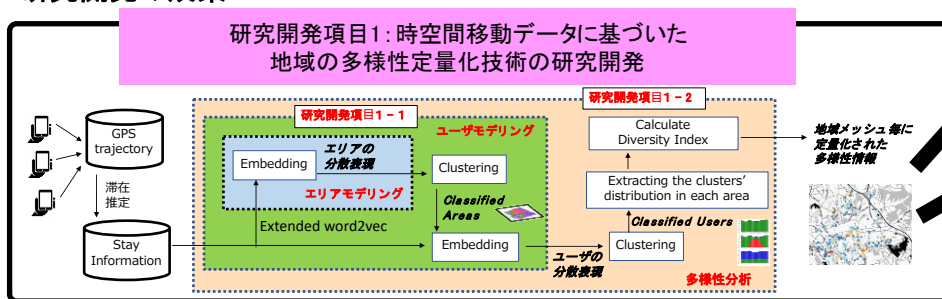 研究開発項目1：時空間移動データに基づいた
地域の多様性定量化技術の研究開発
研究開発項目1－1
研究開発項目1－2
GPS
trajectory
滞在
推定
Stay
Information
Embedding
エリアの
分散表現
エリアモデリング
Extended word2vec
ユーザモデリング
Clustering
Classified
Areas
Embedding
ユーザの
分散表現
Clustering
Classified Users
Extracting the clusters'
distribution in each area
Calculate
Diversity Index
多様性分析
地域メッシュ毎に
定量化された
多様性情報